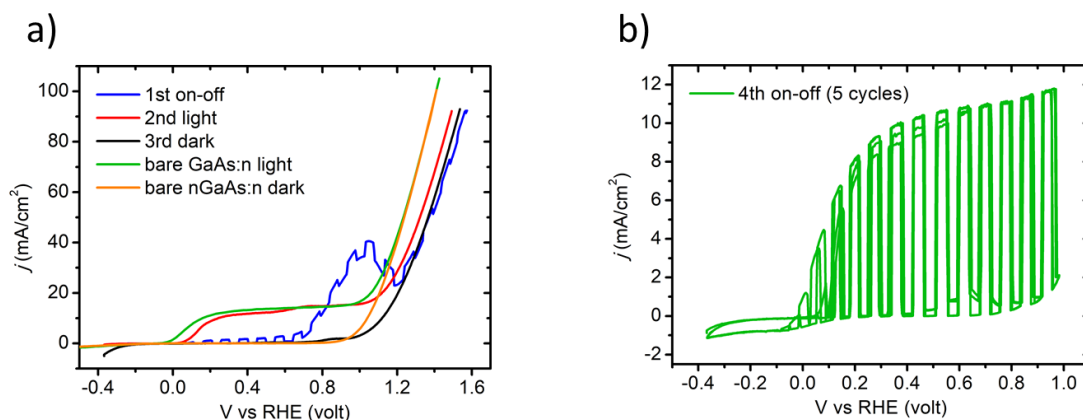 a)
j (mA/cm²)
100
80
60
40
20
0
1st on-off
2nd light
3rd dark
bare GaAs:n light
bare nGaAs:n dark
-0.4 0.0 0.4 0.8 1.2 1.6
V vs RHE (volt)
b)
j (mA/cm²)
12
10
8
6
4
2
0
-2
4th on-off (5 cycles)
-0.4 -0.2 0.0 0.2 0.4 0.6 0.8 1.0
V vs RHE (volt)